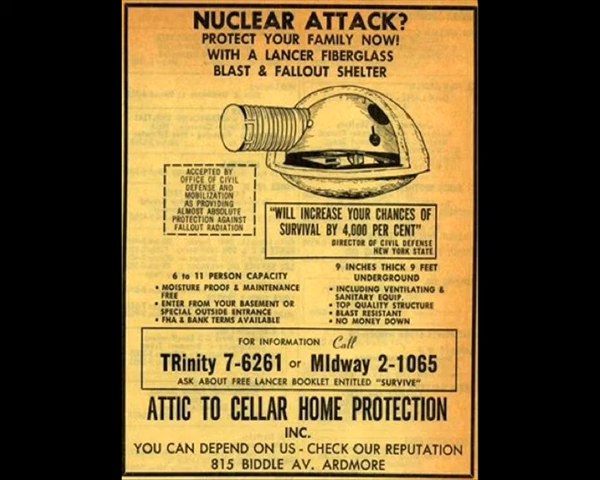 NUCLEAR ATTACK?
PROTECT YOUR FAMILY NOW!
WITH A LANCER FIBERGLASS
BLAST & FALLOUT SHELTER
ACCEPTED BY
OFFICE OF CIVIL
DEFENSE AND
MOBILIZATION
AS PROVIDING
ALMOST ABSOLUTE
PROTECTION AGAINST
FALLOUT RADIATION
"WILL INCREASE YOUR CHANCES OF
SURVIVAL BY 4,000 PER CENT"
DIRECTOR OF CIVIL DEFENSE
NEW YORK STATE
6 to 11 PERSON CAPACITY
• MOISTURE PROOF & MAINTENANCE
FREE
• ENTER FROM YOUR BASEMENT OR
SPECIAL OUTSIDE ENTRANCE
• FHA & BANK TERMS AVAILABLE
9 INCHES THICK 9 FEET
UNDERGROUND
• INCLUDING VENTILATING &
SANITARY EQUIP.
• TOP QUALITY STRUCTURE
• BLAST RESISTANT
• NO MONEY DOWN
FOR INFORMATION Call
TRinity 7-6261 or MIdway 2-1065
ASK ABOUT FREE LANCER BOOKLET ENTITLED "SURVIVE"
ATTIC TO CELLAR HOME PROTECTION
INC.
YOU CAN DEPEND ON US - CHECK OUR REPUTATION
815 BIDDLE AV. ARDMORE